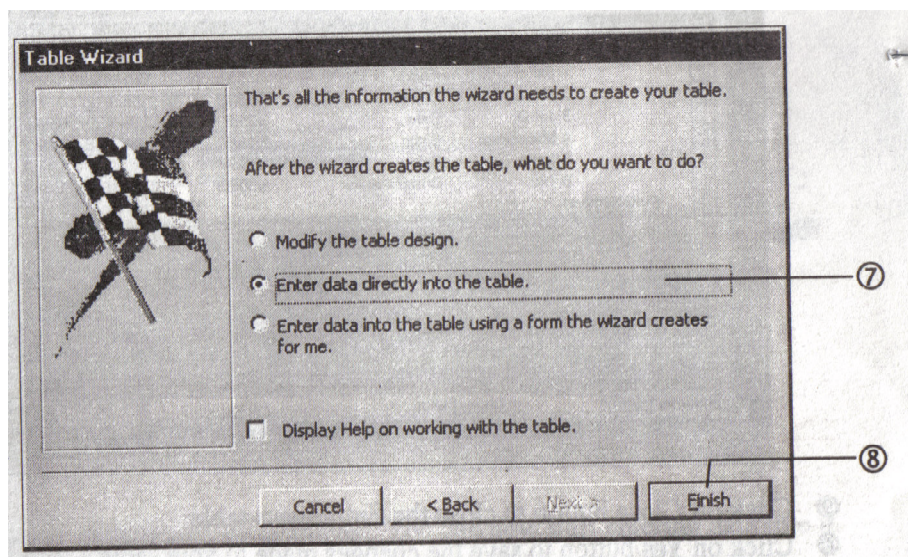 Table Wizard
That's all the information the wizard needs to create your table.
After the wizard creates the table, what do you want to do?
Modify the table design.
Enter data directly into the table.
⑦
Enter data into the table using a form the wizard creates
for me.
Display Help on working with the table.
⑧
Cancel < Back Next > Finish